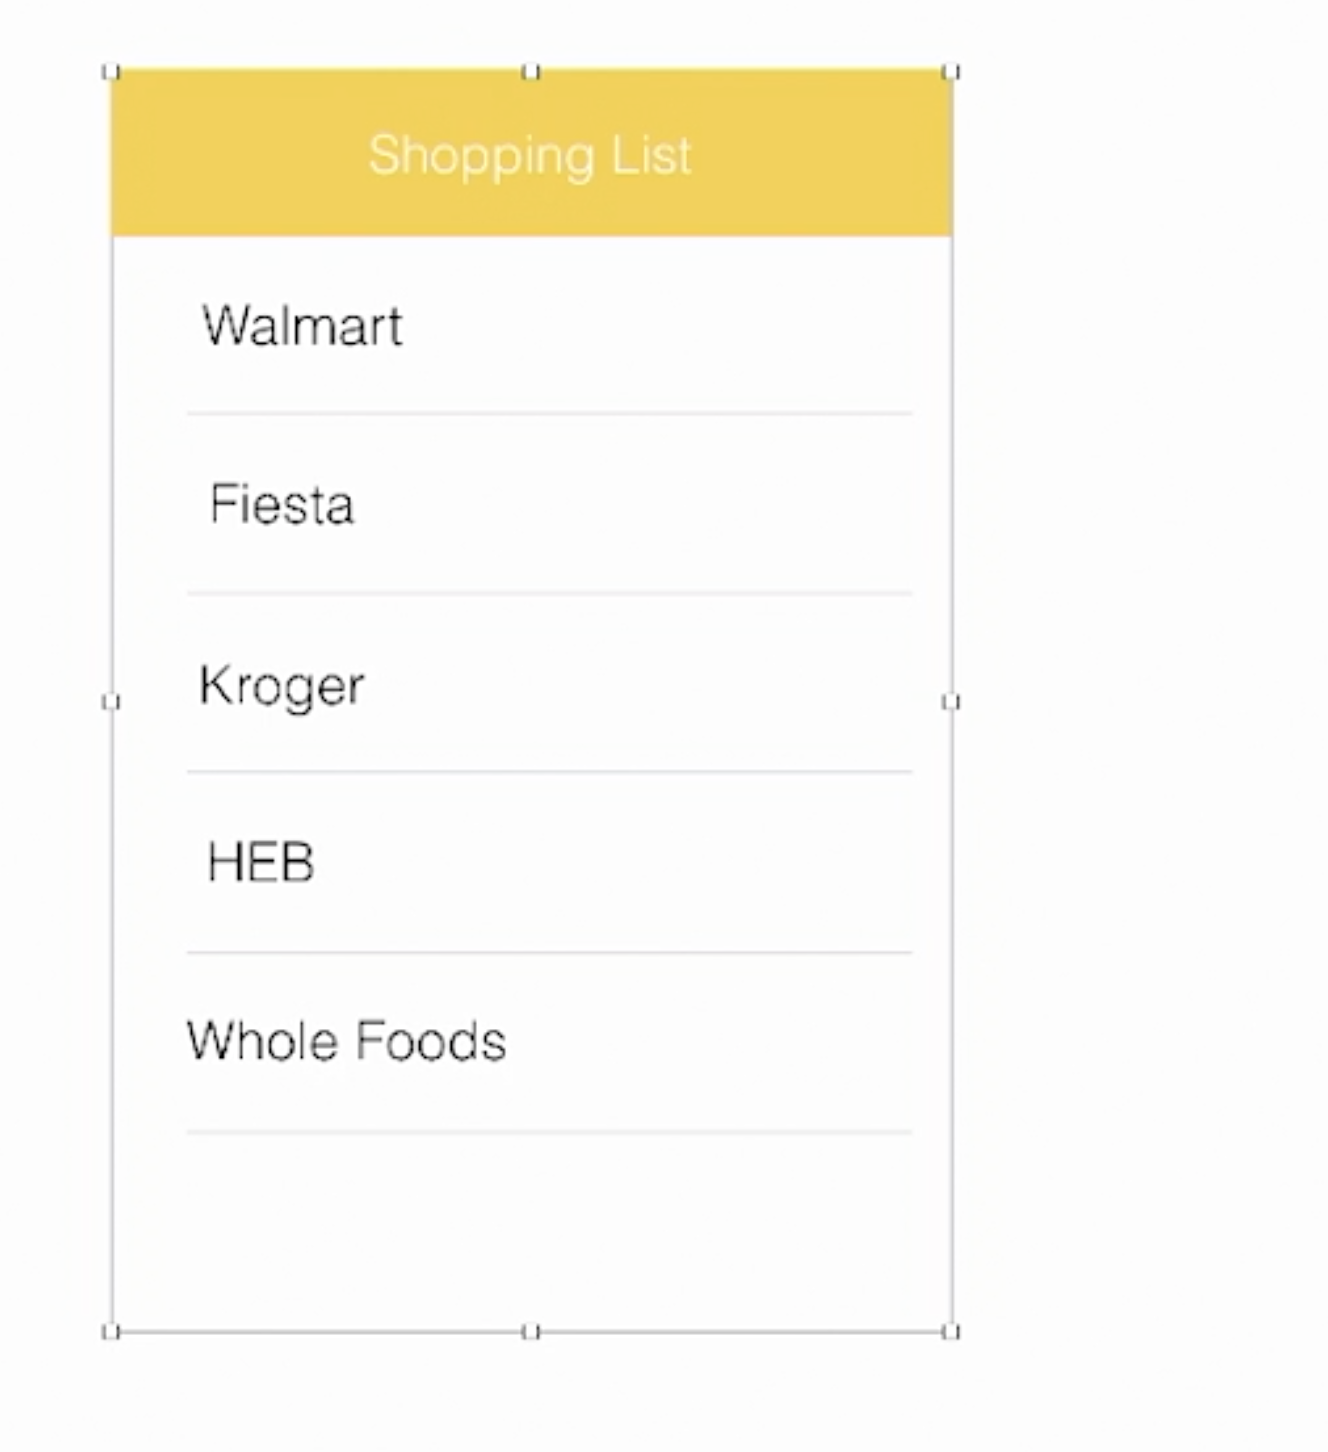 Shopping List
Walmart
Fiesta
Kroger
HEB
Whole Foods